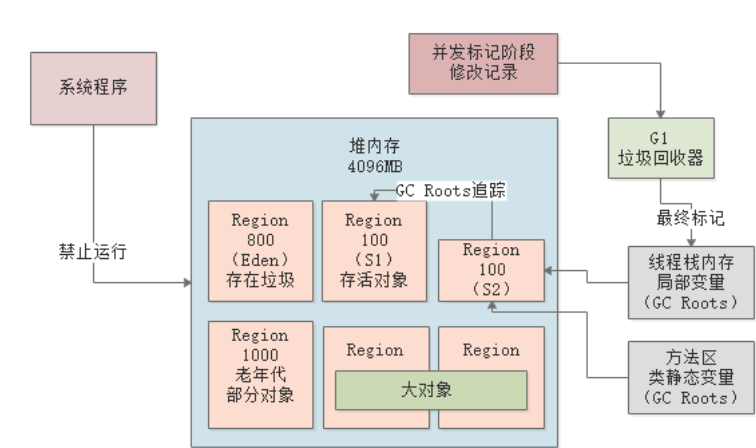 并发标记阶段
修改记录
系统程序
G1
垃圾回收器
堆内存
4096MB
GC Roots追踪
最终标记
禁止运行
Region
800
(Eden)
存在垃圾
Region
100
(S1)
存活对象
Region
100
(S2)
线程栈内存
局部变量
(GC Roots)
Region
1000
老年代
部分对象
Region
Region
大对象
方法区
类静态变量
(GC Roots)